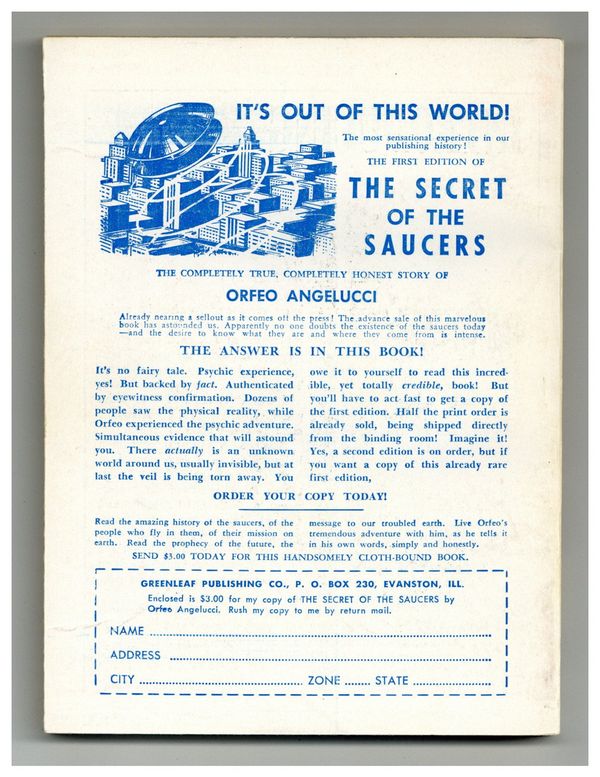 IT'S OUT OF THIS WORLD!
The most sensational experience in our
publishing history!
THE FIRST EDITION OF
THE SECRET
OF THE
SAUCERS
THE COMPLETELY TRUE, COMPLETELY HONEST STORY OF
ORFEO ANGELUCCI
Already nearing a sellout as it comes off the press! The advance sale of this marvelous
book has astounded us. Apparently no one doubts the existence of the saucers today
—and the desire to know what they are and where they come from is intense.
THE ANSWER IS IN THIS BOOK!
It's no fairy tale. Psychic experience,
yes! But backed by fact. Authenticated
by eyewitness confirmation. Dozens of
people saw the physical reality, while
Orfeo experienced the psychic adventure.
Simultaneous evidence that will astound
you. There actually is an unknown
world around us, usually invisible, but at
last the veil is being torn away. You
owe it to yourself to read this incred-
ible, yet totally credible, book! But
you'll have to act fast to get a copy of
the first edition. Half the print order is
already sold, being shipped directly
from the binding room! Imagine it!
Yes, a second edition is on order, but if
you want a copy of this already rare
first edition,
ORDER YOUR COPY TODAY!
Read the amazing history of the saucers, of the
people who fly in them, of their mission on
earth. Read the prophecy of the future, the
message to our troubled earth. Live Orfeo's
tremendous adventure with him, as he tells it
in his own words, simply and honestly.
SEND $3.00 TODAY FOR THIS HANDSOMELY CLOTH-BOUND BOOK.
GREENLEAF PUBLISHING CO., P. O. BOX 230, EVANSTON, ILL.
Enclosed is $3.00 for my copy of THE SECRET OF THE SAUCERS by
Orfeo Angelucci. Rush my copy to me by return mail.
NAME
ADDRESS
CITY ZONE STATE